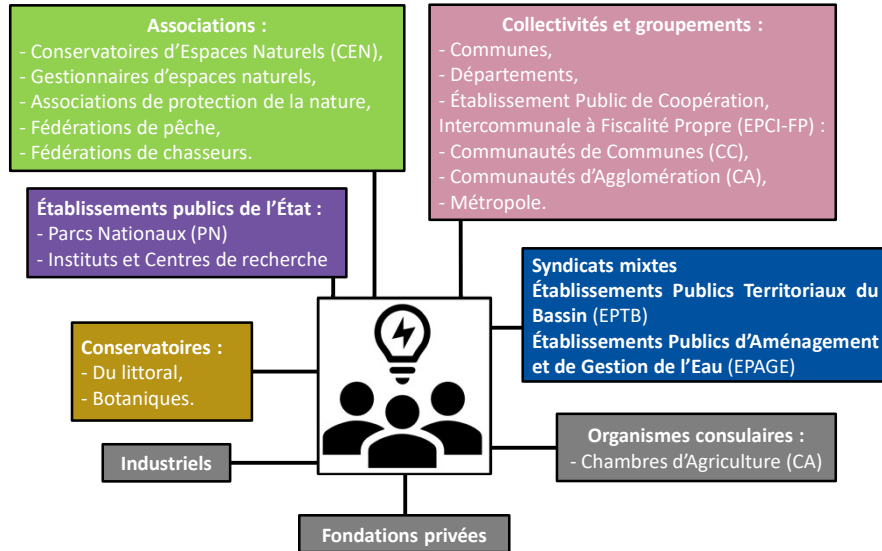 Associations :
- Conservatoires d'Espaces Naturels (CEN),
- Gestionnaires d'espaces naturels,
- Associations de protection de la nature,
- Fédérations de pêche,
- Fédérations de chasseurs.
Collectivités et groupements :
- Communes,
- Départements,
- Établissement Public de Coopération,
Intercommunale à Fiscalité Propre (EPCI-FP) :
- Communautés de Communes (CC),
- Communautés d'Agglomération (CA),
- Métropole.
Établissements publics de l'État :
- Parcs Nationaux (PN)
- Instituts et Centres de recherche
Syndicats mixtes
Établissements Publics Territoriaux du
Bassin (EPTB)
Établissements Publics d'Aménagement
et de Gestion de l'Eau (EPAGE)
Conservatoires :
- Du littoral,
- Botaniques.
Organismes consulaires :
- Chambres d'Agriculture (CA)
Industriels
Fondations privées